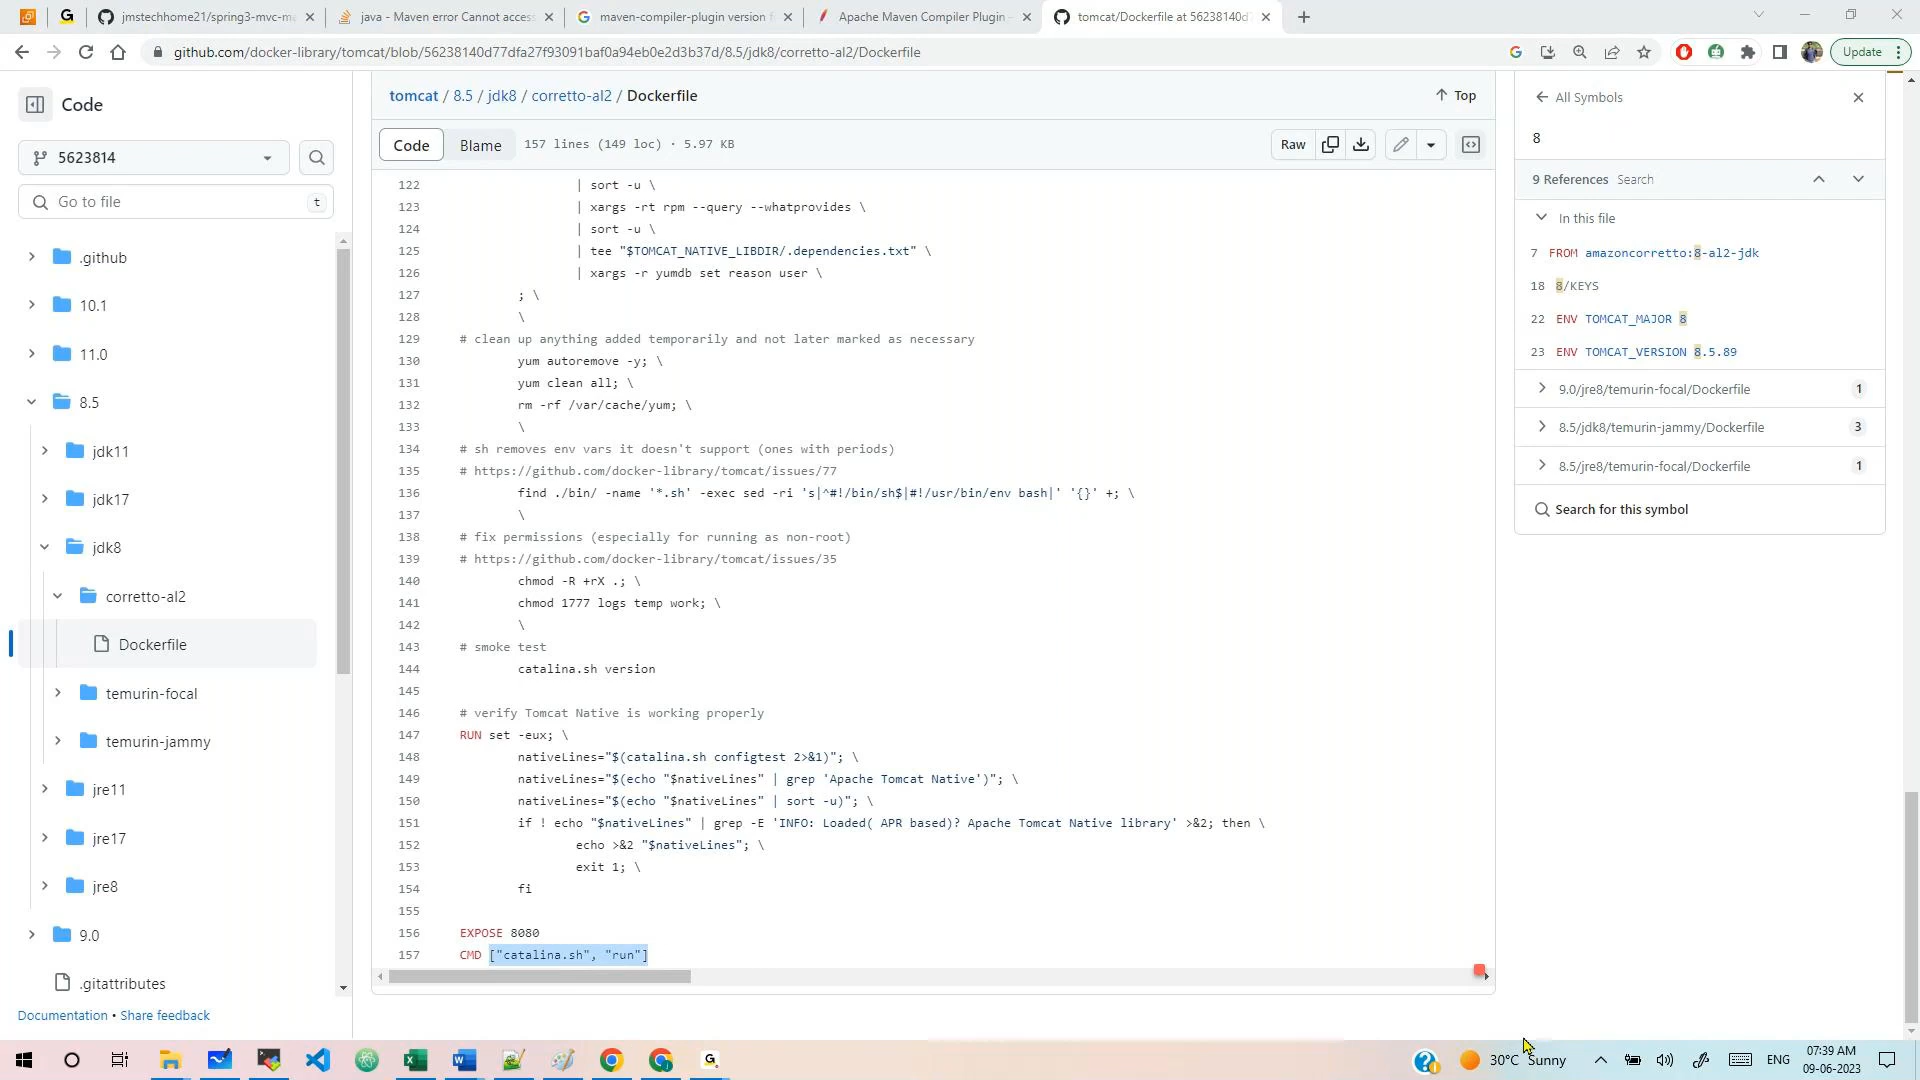 jmstechhome21/spring3-mvc-ma
java - Maven error Cannot acces
maven-compiler-plugin version f
Apache Maven Compiler Plugin –
tomcat/Dockerfile at 56238140d7
github.com/docker-library/tomcat/blob/56238140d77dfa27f93091baf0a94eb0e2d3b37d/8.5/jdk8/corretto-al2/Dockerfile
Update
Code
5623814
Go to file
t
.github
10.1
11.0
8.5
jdk11
jdk17
jdk8
corretto-al2
Dockerfile
temurin-focal
temurin-jammy
jre11
jre17
jre8
9.0
.gitattributes
Documentation • Share feedback
tomcat / 8.5 / jdk8 / corretto-al2 / Dockerfile
Top
Code
Blame
157 lines (149 loc) · 5.97 KB
Raw
122 | sort -u \
123 | xargs -rt rpm --query --whatprovides \
124 | sort -u \
125 | tee "$TOMCAT_NATIVE_LIBDIR/.dependencies.txt" \
126 | xargs -r yumdb set reason user \
127 ; \
128 \
129 # clean up anything added temporarily and not later marked as necessary
130 yum autoremove -y; \
131 yum clean all; \
132 rm -rf /var/cache/yum; \
133 \
134 # sh removes env vars it doesn't support (ones with periods)
135 # https://github.com/docker-library/tomcat/issues/77
136 find ./bin/ -name '*.sh' -exec sed -ri 's|^#!/bin/sh$|#!/usr/bin/env bash|' '{}' +; \
137 \
138 # fix permissions (especially for running as non-root)
139 # https://github.com/docker-library/tomcat/issues/35
140 chmod -R +rX .; \
141 chmod 1777 logs temp work; \
142 \
143 # smoke test
144 catalina.sh version
145
146 # verify Tomcat Native is working properly
147 RUN set -eux; \
148 nativeLines="$(catalina.sh configtest 2>&1)"; \
149 nativeLines="$(echo "$nativeLines" | grep 'Apache Tomcat Native')"; \
150 nativeLines="$(echo "$nativeLines" | sort -u)"; \
151 if ! echo "$nativeLines" | grep -E 'INFO: Loaded( APR based)? Apache Tomcat Native library' >&2; then \
152 echo >&2 "$nativeLines"; \
153 exit 1; \
154 fi
155
156 EXPOSE 8080
157 CMD ["catalina.sh", "run"]
All Symbols
8
9 References Search
In this file
7 FROM amazoncorretto:8-al2-jdk
18 8/KEYS
22 ENV TOMCAT_MAJOR 8
23 ENV TOMCAT_VERSION 8.5.89
9.0/jre8/temurin-focal/Dockerfile 1
8.5/jdk8/temurin-jammy/Dockerfile 3
8.5/jre8/temurin-focal/Dockerfile 1
Search for this symbol
30°C Sunny
ENG
07:39 AM
09-06-2023